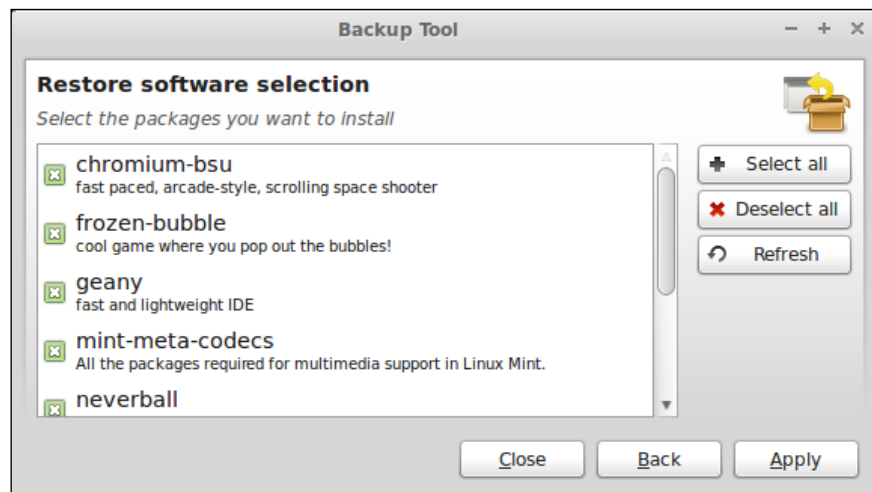 Backup Tool
Restore software selection
Select the packages you want to install
chromium-bsu
fast paced, arcade-style, scrolling space shooter
frozen-bubble
cool game where you pop out the bubbles!
geany
fast and lightweight IDE
mint-meta-codecs
All the packages required for multimedia support in Linux Mint.
neverball
Select all
Deselect all
Refresh
Close
Back
Apply